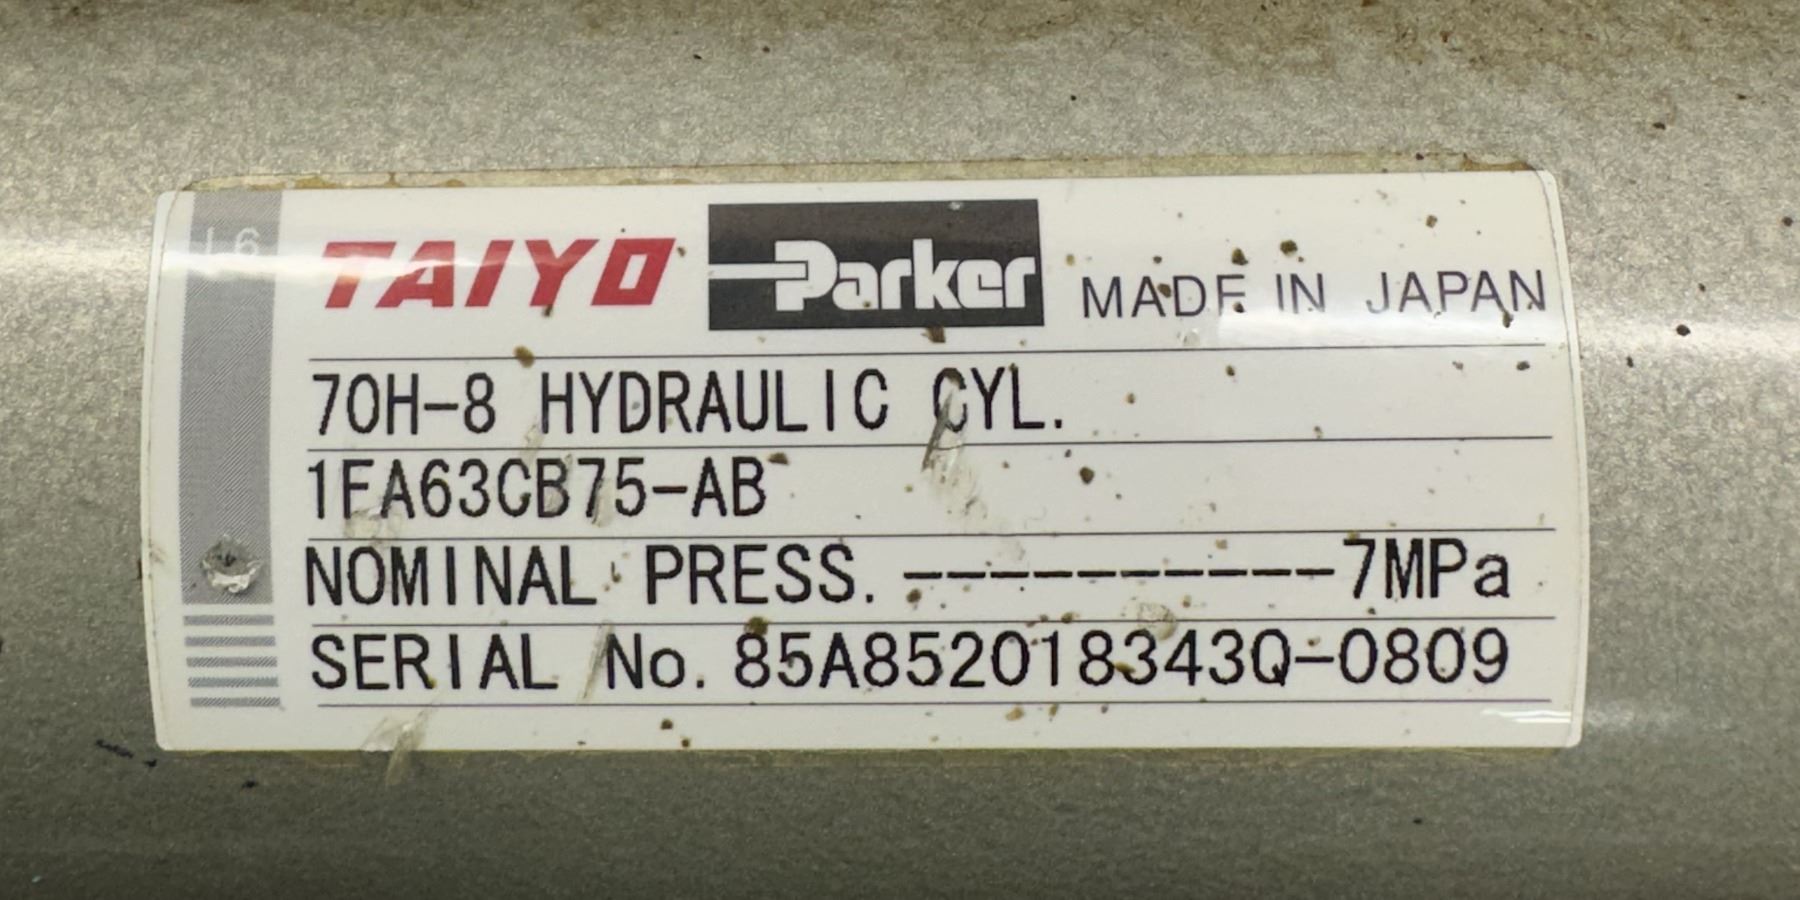 TAIYO Parker MADE IN JAPAN
70H-8 HYDRAULIC CYL.
1FA63CB75-AB
NOMINAL PRESS. ----------7MPa
SERIAL No. 85A852018343Q-0809